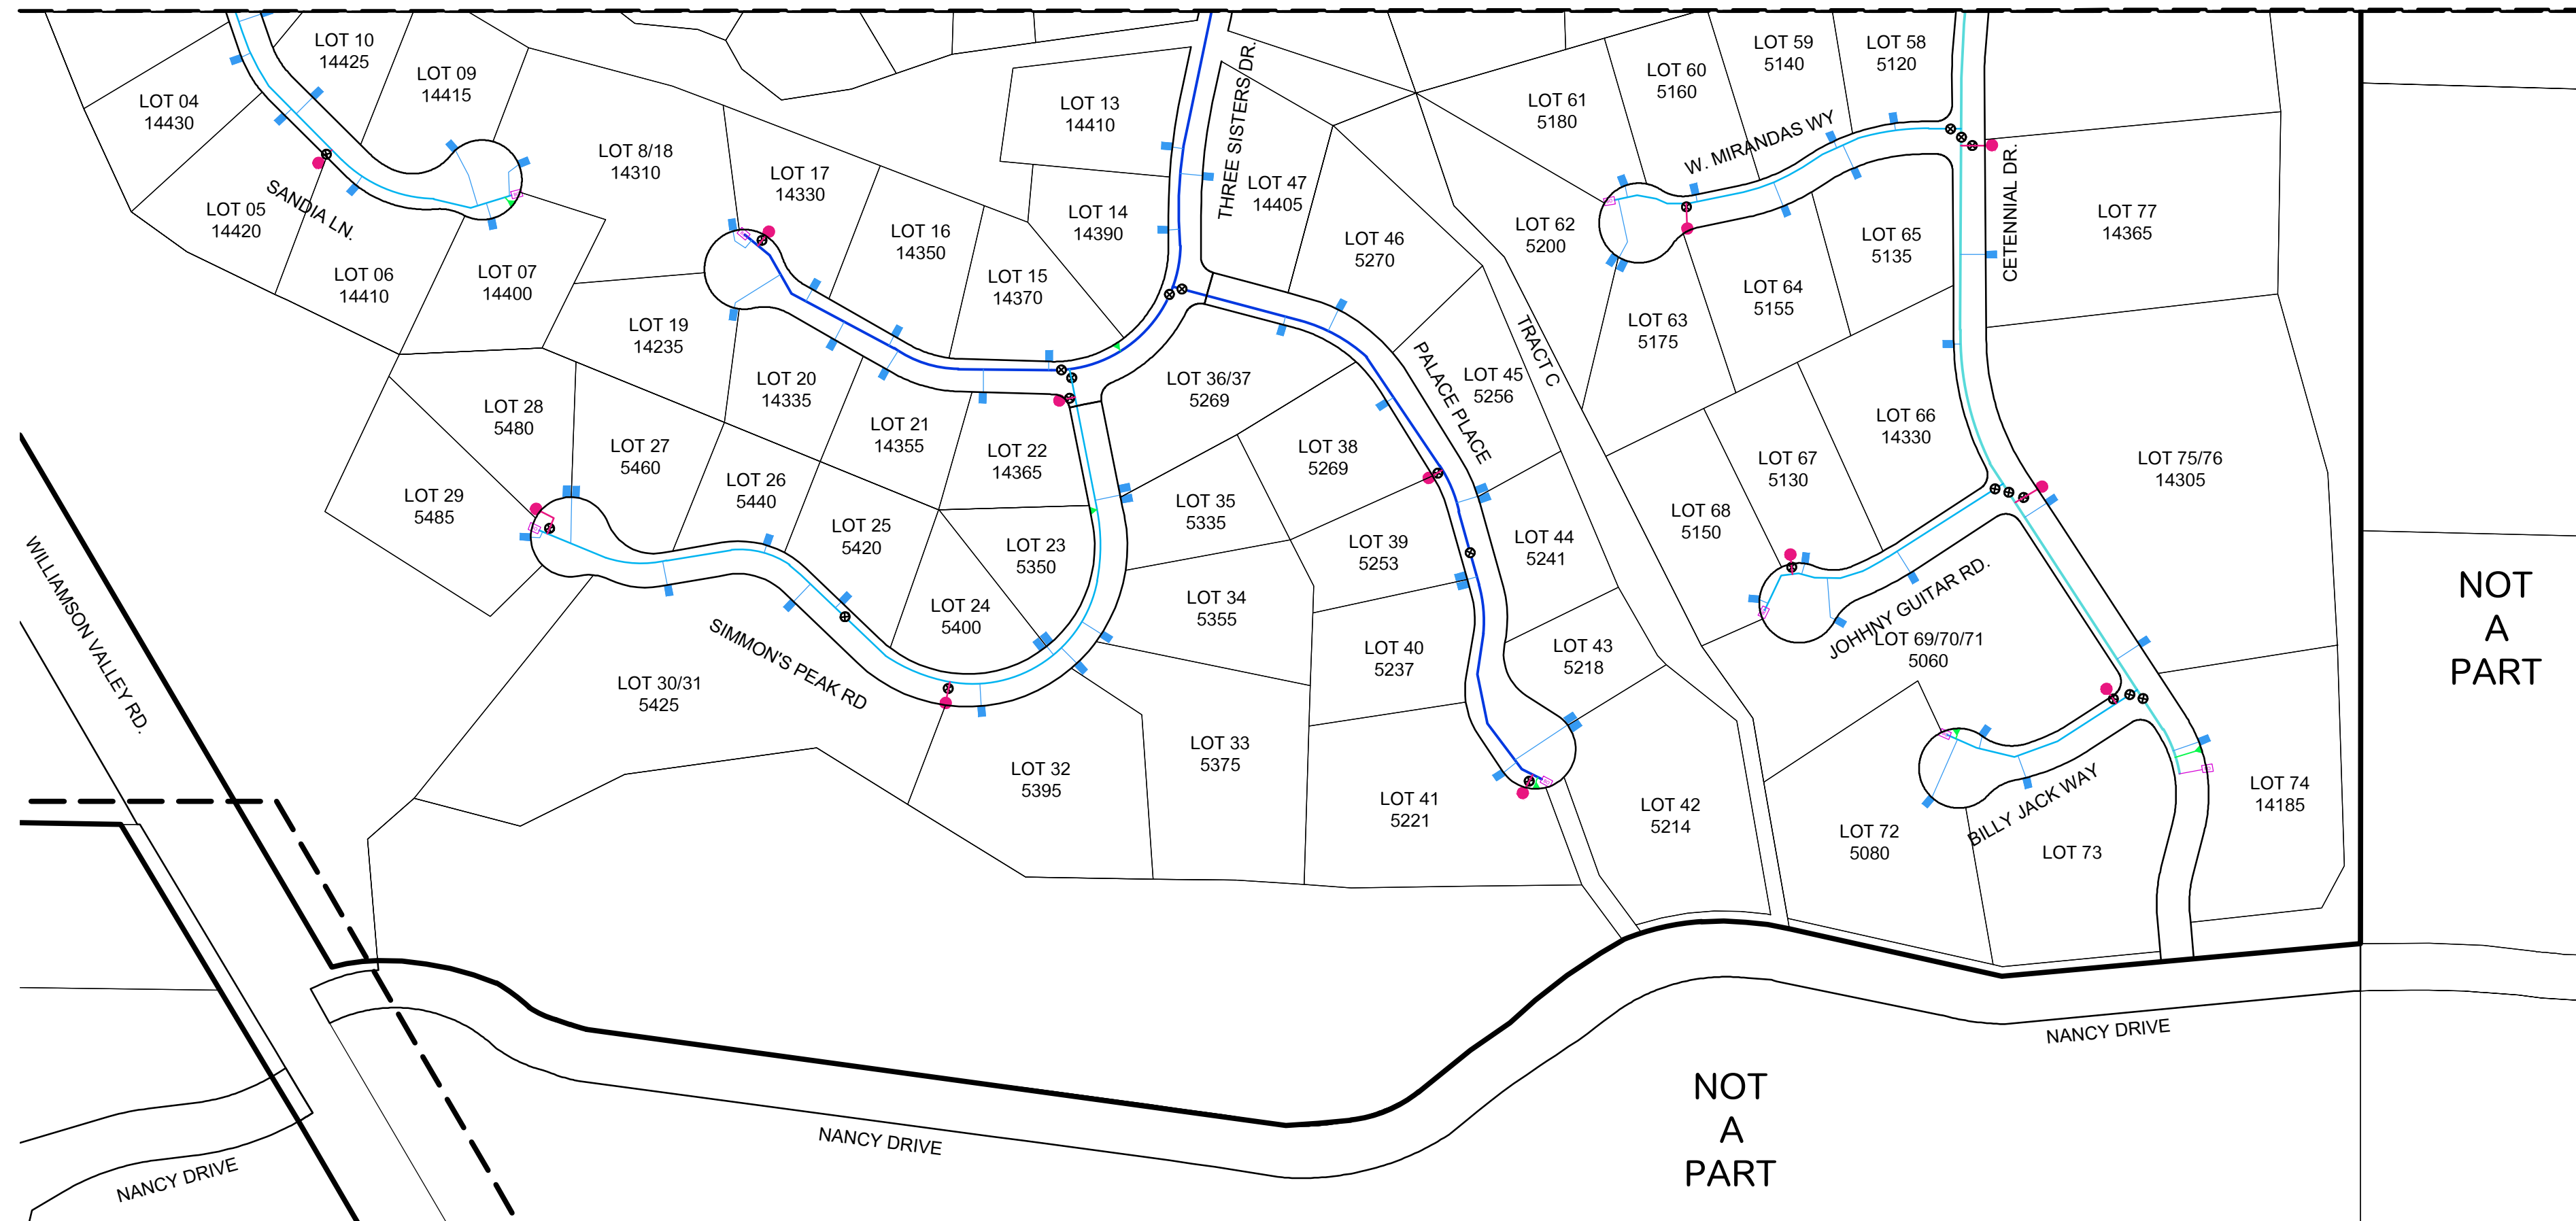 LOT 10
14425
LOT 09
14415
LOT 04
14430
LOT 05
14420
SANDIA LN.
LOT 06
14410
LOT 07
14400
LOT 8/18
14310
LOT 17
14330
LOT 16
14350
LOT 15
14370
LOT 13
14410
LOT 14
14390
THREE SISTERS DR.
LOT 47
14405
LOT 46
5270
LOT 61
5180
LOT 60
5160
LOT 59
5140
LOT 58
5120
W. MIRANDAS WY
CETENNIAL DR.
LOT 77
14365
LOT 62
5200
LOT 65
5135
LOT 64
5155
LOT 63
5175
TRACT C
LOT 19
14235
LOT 20
14335
LOT 21
14355
LOT 22
14365
LOT 36/37
5269
PALACE PLACE
LOT 45
5256
LOT 28
5480
LOT 27
5460
LOT 26
5440
LOT 25
5420
LOT 29
5485
LOT 23
5350
LOT 24
5400
LOT 35
5335
LOT 38
5269
LOT 39
5253
LOT 44
5241
LOT 34
5355
LOT 40
5237
LOT 43
5218
LOT 66
14330
LOT 67
5130
LOT 68
5150
LOT 75/76
14305
JOHHNY GUITAR RD.
LOT 69/70/71
5060
WILLIAMSON VALLEY RD.
SIMMON'S PEAK RD
LOT 30/31
5425
LOT 32
5395
LOT 33
5375
LOT 41
5221
LOT 42
5214
LOT 72
5080
BILLY JACK WAY
LOT 73
LOT 74
14185
NOT
A
PART
NANCY DRIVE
NANCY DRIVE
NANCY DRIVE
NOT
A
PART